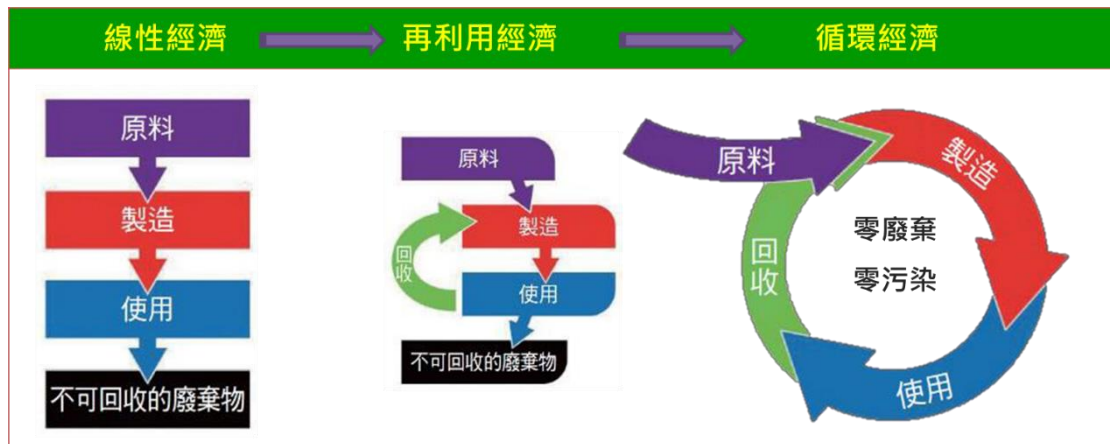 線性經濟
再利用經濟
循環經濟
原料
製造
使用
不可回收的廢棄物
原料
製造
回收
使用
不可回收的廢棄物
原料
製造
零廢棄
零污染
回收
使用